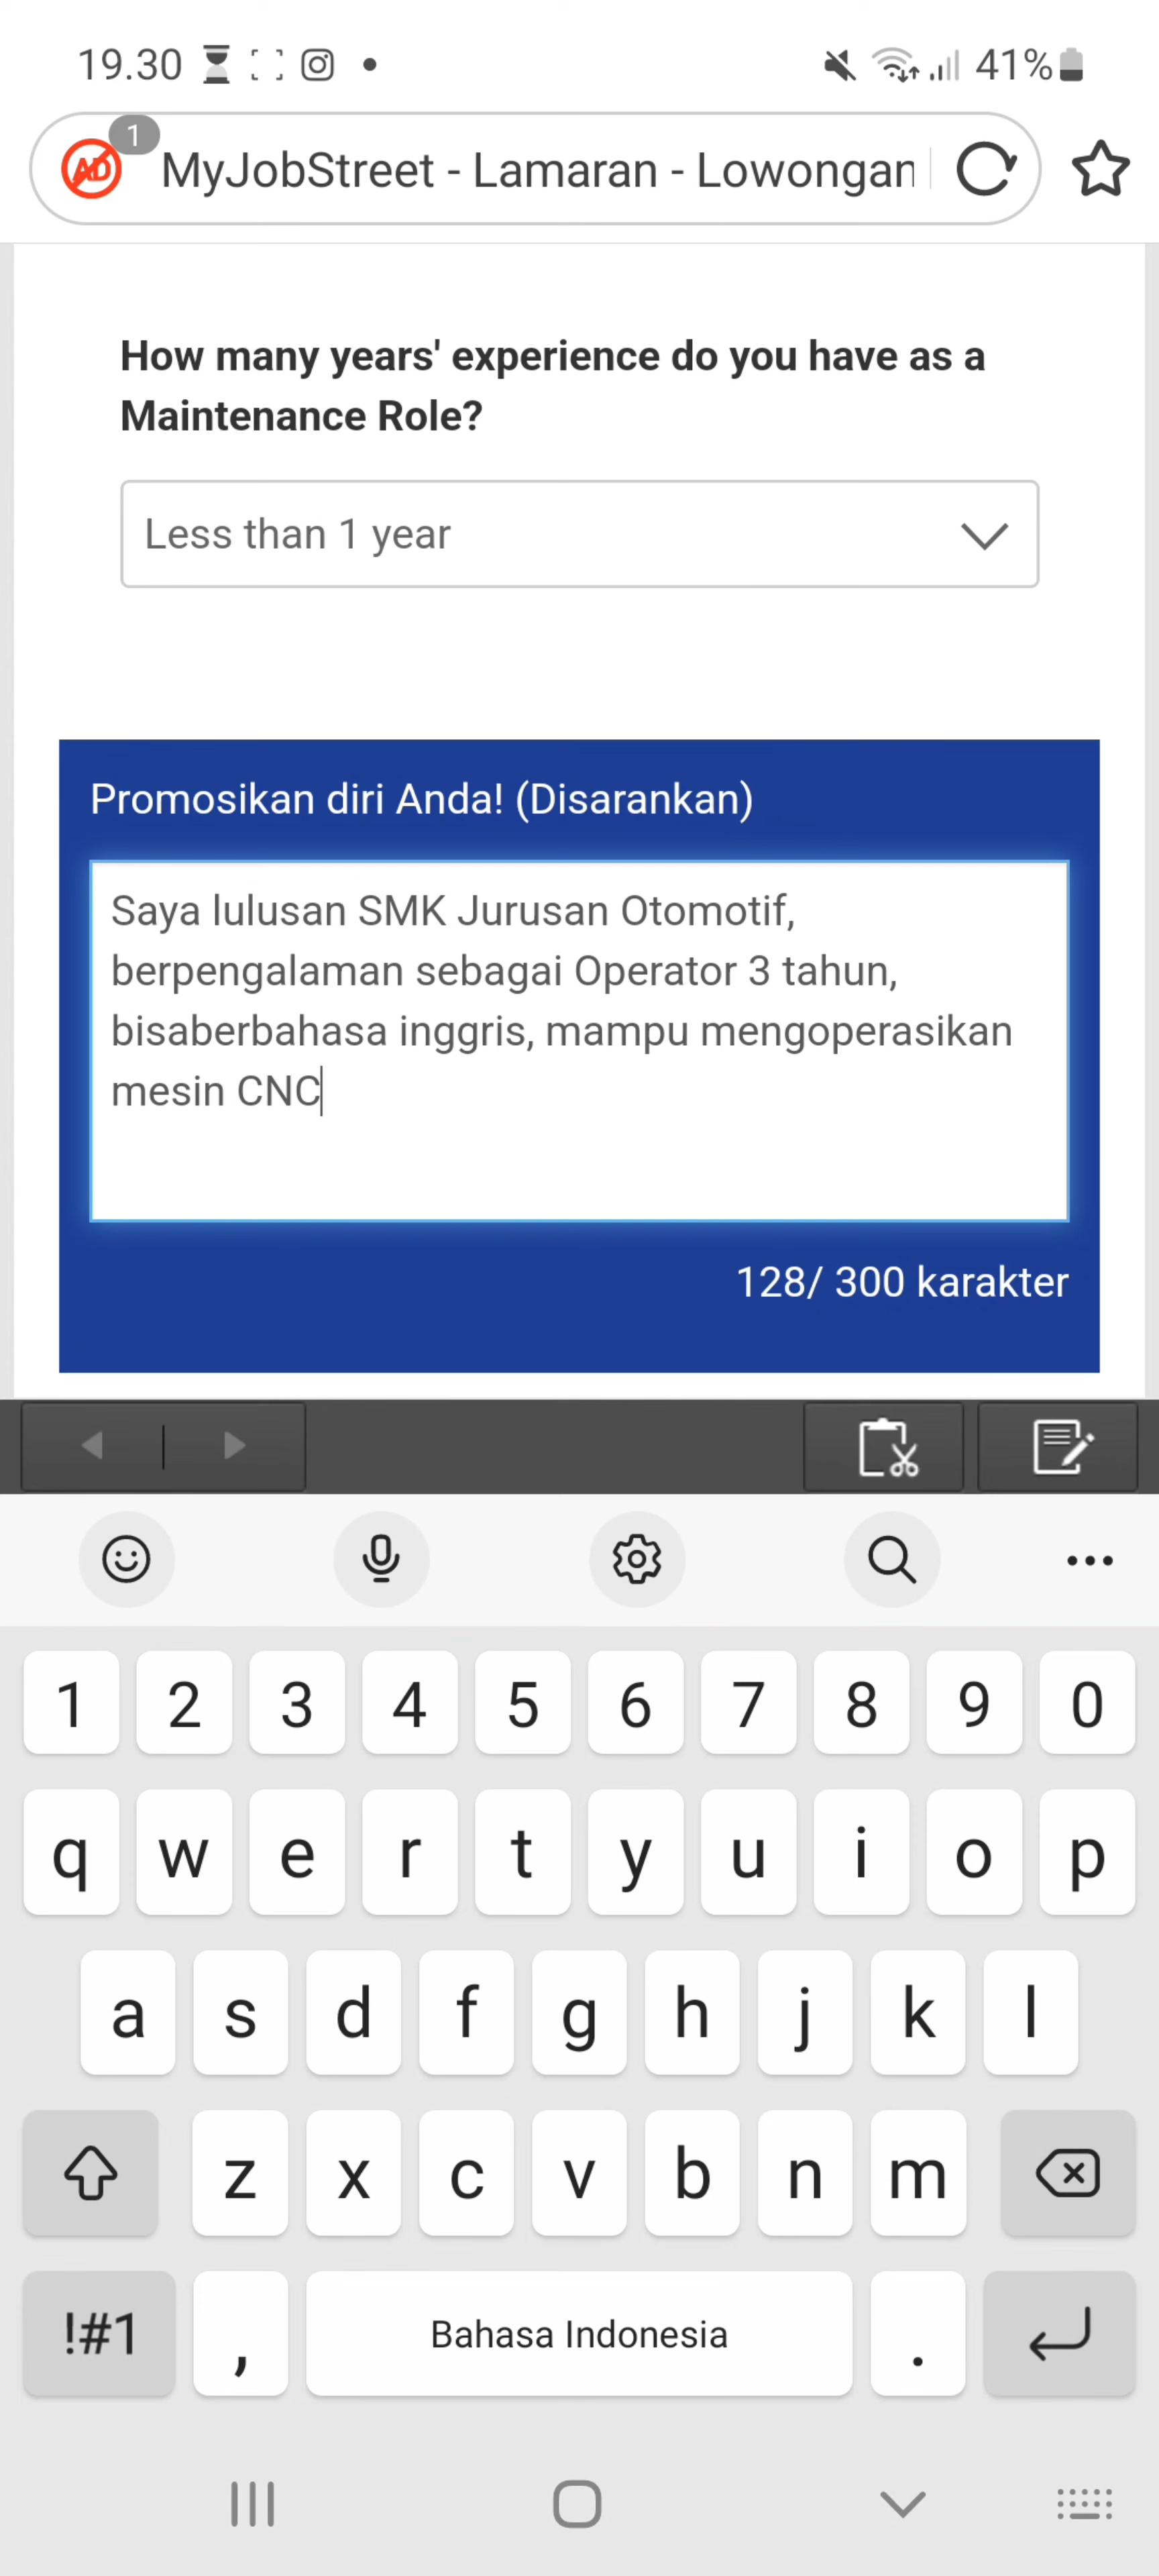 19.30
41%
1
AD
MyJobStreet - Lamaran - Lowongan
How many years' experience do you have as a
Maintenance Role?
Less than 1 year
Promosikan diri Anda! (Disarankan)
Saya lulusan SMK Jurusan Otomotif,
berpengalaman sebagai Operator 3 tahun,
bisaberbahasa inggris, mampu mengoperasikan
mesin CNC
128/ 300 karakter
1 2 3 4 5 6 7 8 9 0
q w e r t y u i o p
a s d f g h j k l
z x c v b n m
!#1 , Bahasa Indonesia .